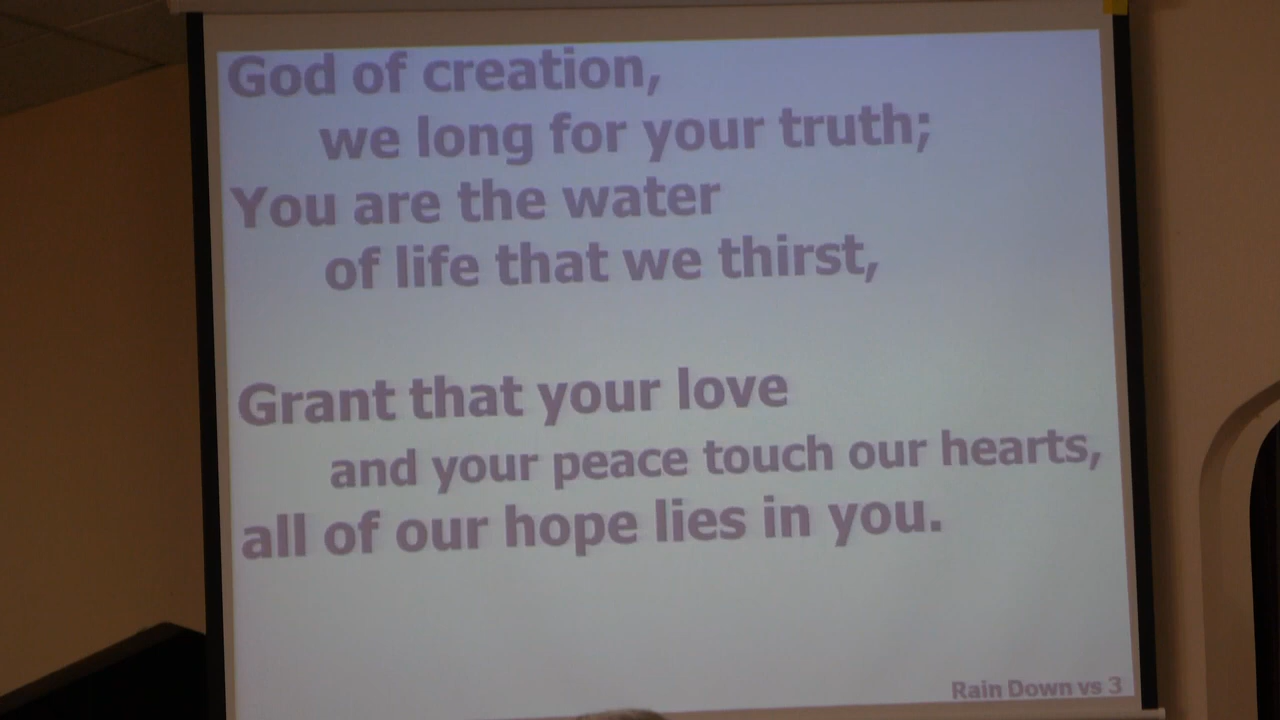 God of creation,
we long for your truth;
You are the water
of life that we thirst,
Grant that your love
and your peace touch our hearts,
all of our hope lies in you.
Rain Down vs 3